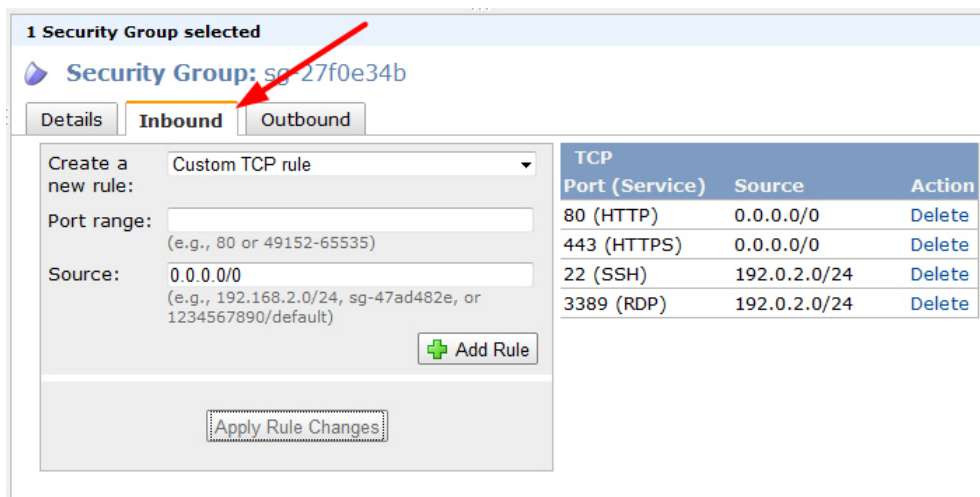 1 Security Group selected
Security Group: sg-27f0e34b
Details Inbound Outbound
Create a new rule: Custom TCP rule
Port range:
(e.g., 80 or 49152-65535)
Source: 0.0.0.0/0
(e.g., 192.168.2.0/24, sg-47ad482e, or
1234567890/default)
Add Rule
Apply Rule Changes
TCP
Port (Service) Source Action
80 (HTTP) 0.0.0.0/0 Delete
443 (HTTPS) 0.0.0.0/0 Delete
22 (SSH) 192.0.2.0/24 Delete
3389 (RDP) 192.0.2.0/24 Delete